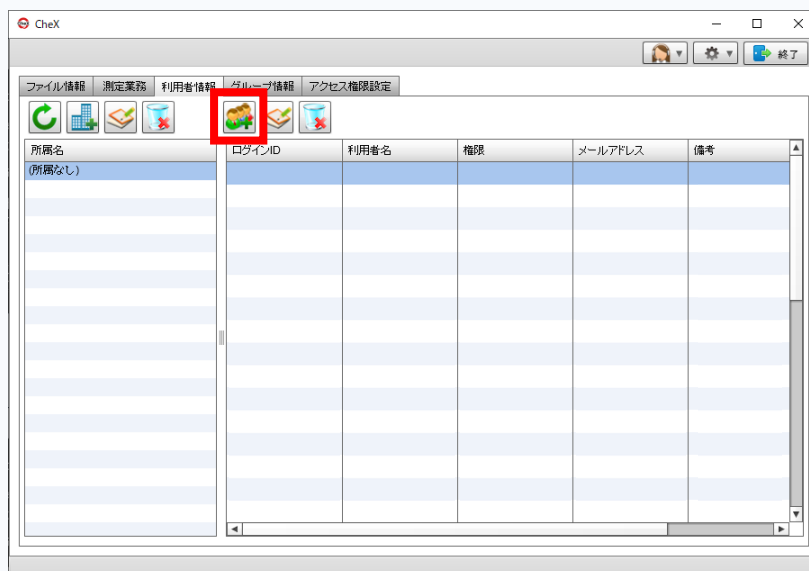 CheX
終了
ファイル情報 測定業務 利用者情報 グループ情報 アクセス権限設定
所属名 ログインID 利用者名 権限 メールアドレス 備考
(所属なし)